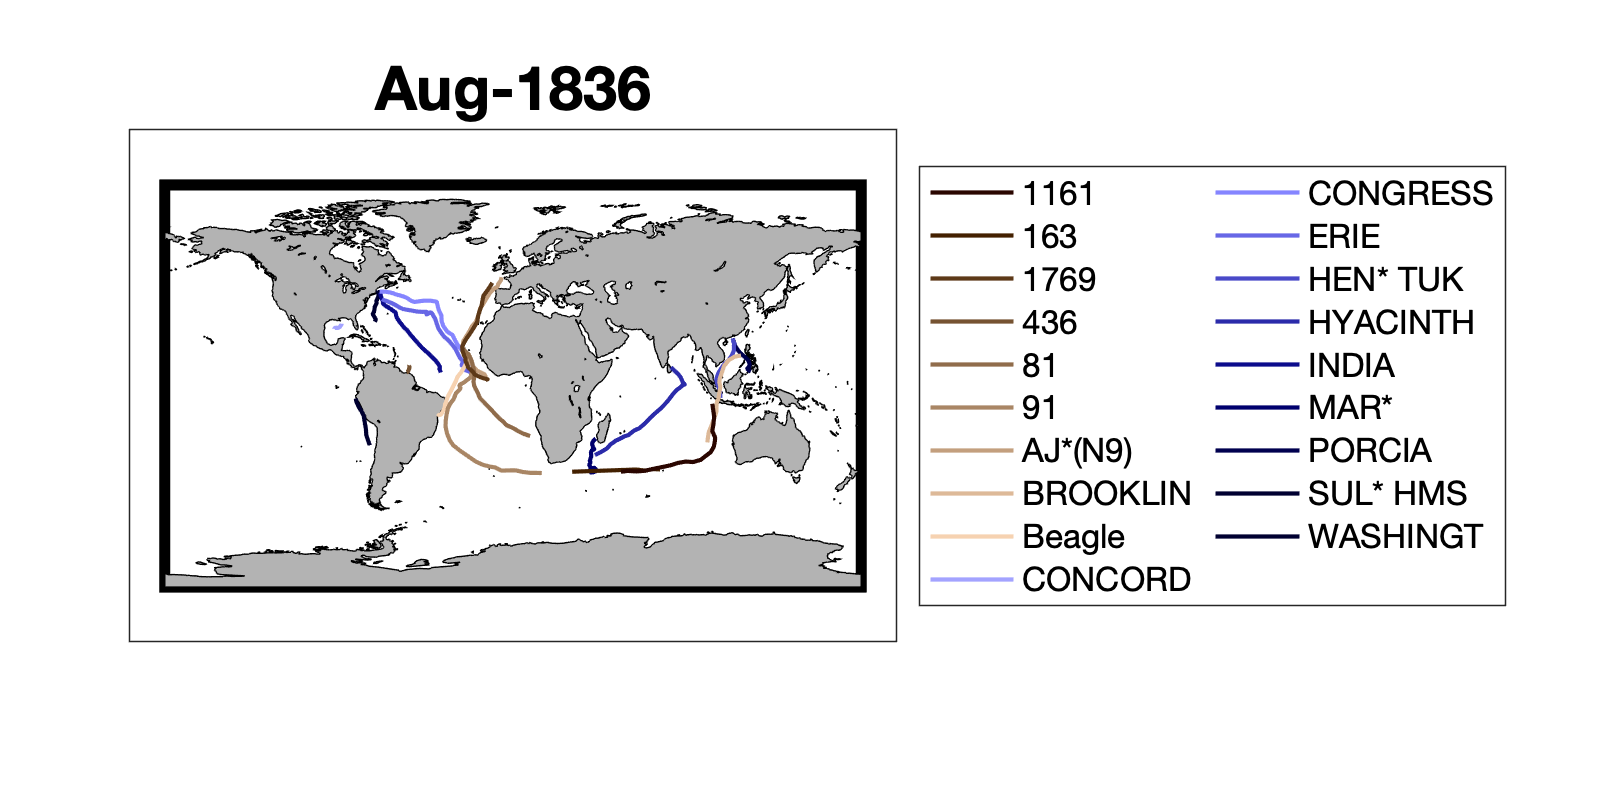 Aug-1836
1161
163
1769
436
81
91
AJ*(N9)
BROOKLIN
Beagle
CONCORD
CONGRESS
ERIE
HEN* TUK
HYACINTH
INDIA
MAR*
PORCIA
SUL* HMS
WASHINGT